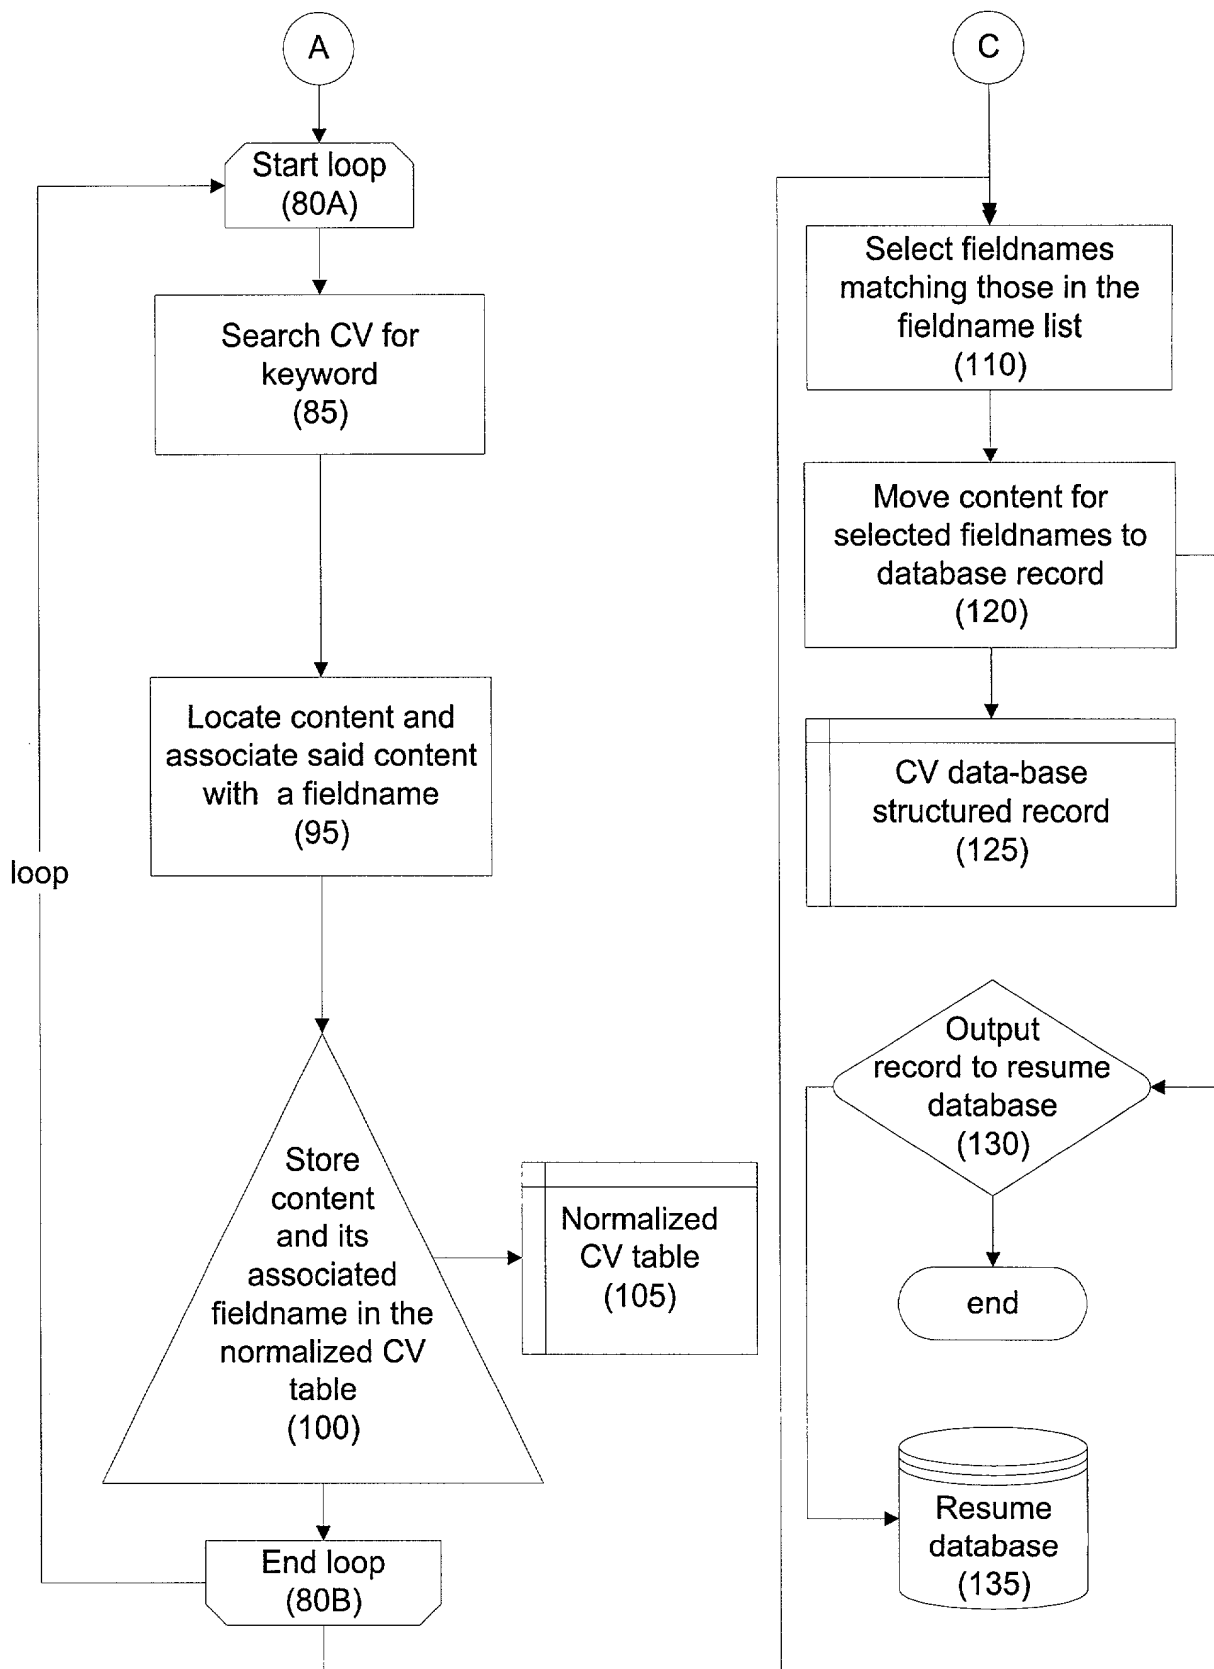 A
Start loop
(80A)
Search CV for
keyword
(85)
Locate content and
associate said content
with a fieldname
(95)
loop
Store
content
and its
associated
fieldname in the
normalized CV
table
(100)
Normalized
CV table
(105)
End loop
(80B)
C
Select fieldnames
matching those in the
fieldname list
(110)
Move content for
selected fieldnames to
database record
(120)
CV data-base
structured record
(125)
Output
record to resume
database
(130)
end
Resume
database
(135)